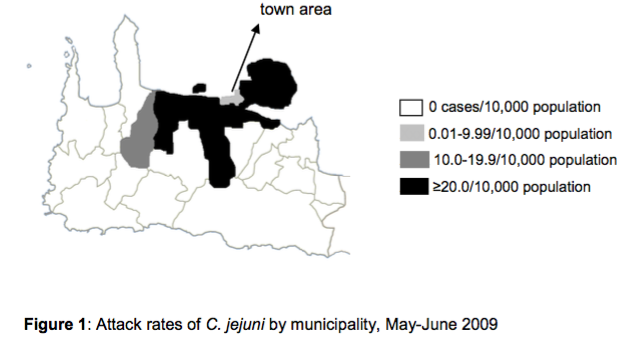 town area
0 cases/10,000 population
0.01-9.99/10,000 population
10.0-19.9/10,000 population
≥20.0/10,000 population
Figure 1: Attack rates of C. jejuni by municipality, May-June 2009